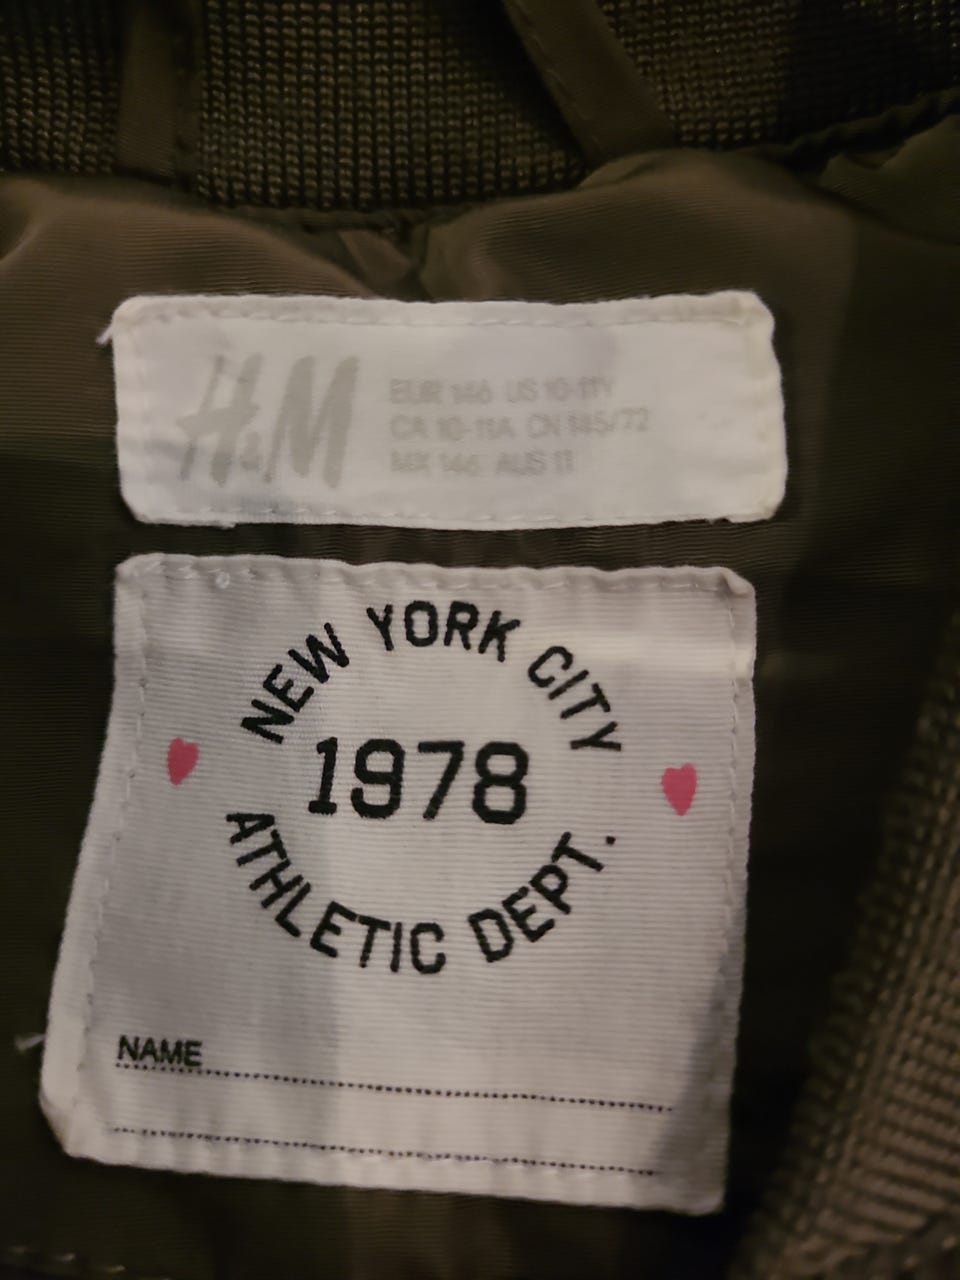 H&M
EUR 146 US 10-11Y
CA 10-11A CN 145/72
MX 146 AUS 11
NEW YORK CITY
1978
ATHLETIC DEPT.
NAME